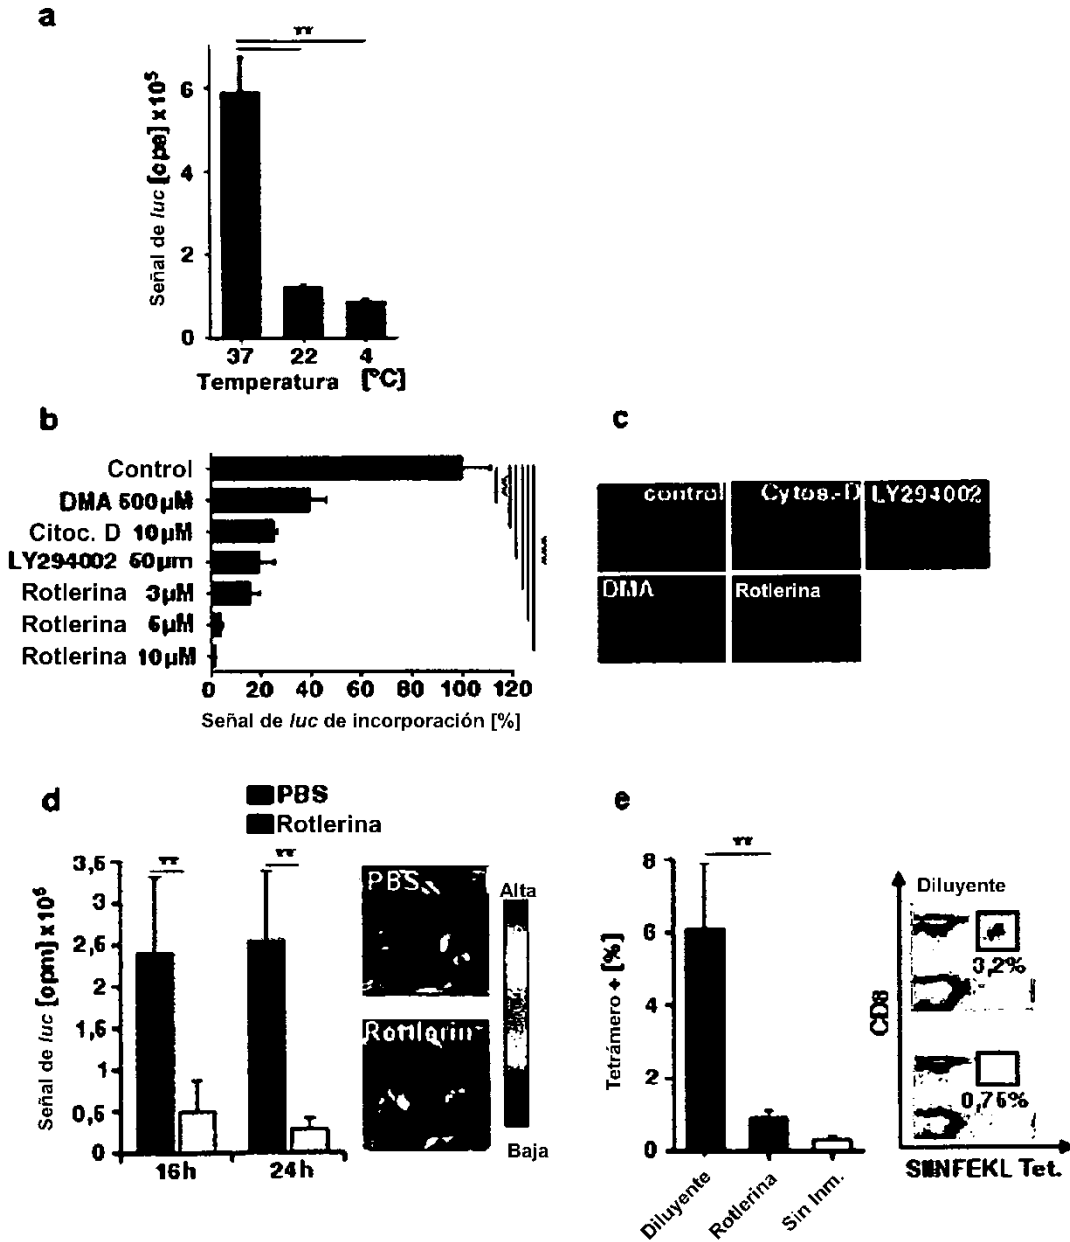 a
**
Señal de luc [cps] x10⁵
6
4
2
0
37 22 4
Temperatura [°C]
b
Control
DMA 500µM
Citoc. D 10µM
LY294002 50µm
Rotlerina 3µM
Rotlerina 5µM
Rotlerina 10µM
**
***
0 20 40 60 80 100 120
Señal de luc de incorporación [%]
c
control
Cytos.-D
LY294002
DMA
Rotlerina
d
PBS
Rotlerina
Señal de luc [cpm] x10⁵
3,5
3
2,5
2
1,5
1
0,5
0
**
**
16h 24h
PBS
Rottlerin
Alta
Baja
e
Tetrámero + [%]
8
6
4
2
0
**
Diluyente
Rotlerina
Sin Inm.
Diluyente
3,2%
0,75%
CD8
SIINFEKL Tet.